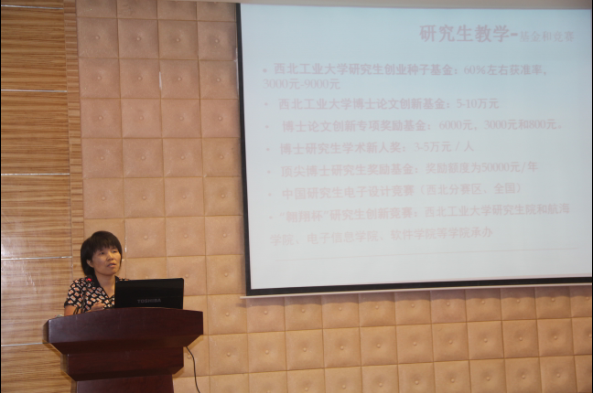 研究生教学-基金和竞赛
• 西北工业大学研究生创业种子基金：60%左右获准率，
3000元/9000元
• 西北工业大学博士论文创新基金：5-10万元
• 博士论文创新专项奖励基金：6000元、3000元和800元。
• 博士研究生学术新人奖：3-5万元/人
• 顶尖博士研究生奖励基金：奖励额度为50000元/年
• 中国研究生电子设计竞赛（西北分赛区、全国）
• “翱翔杯”研究生创新竞赛：西北工业大学研究生院和航海
学院、电子信息学院、软件学院等学院承办